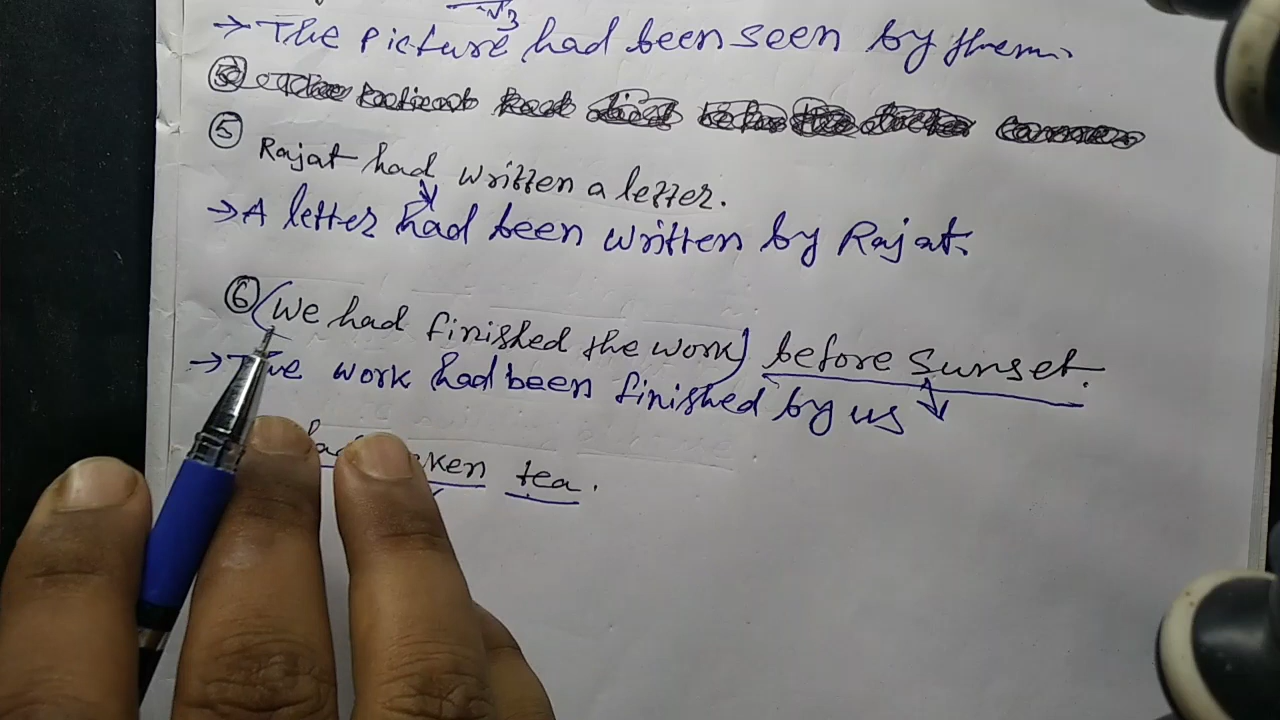 V3
→ The picture had been seen by them.
⑤ Rajat had written a letter.
→ A letter had been written by Rajat.
⑥ (We had finished the work) before Sunset.
→ The work had been finished by us
tea.